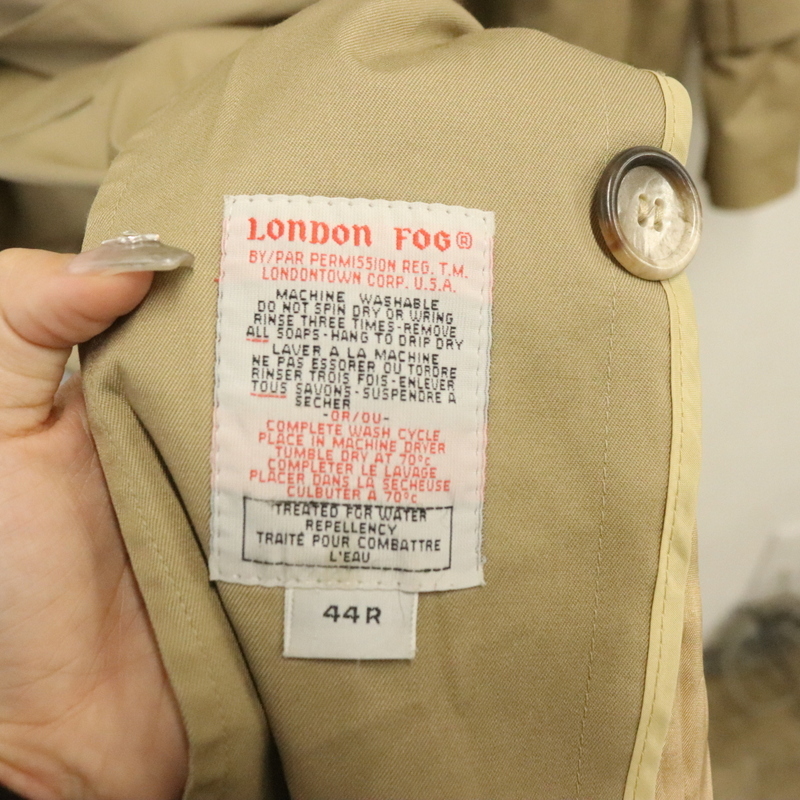 LONDON FOG®
BY/PAR PERMISSION REG. T.M.
LONDONTOWN CORP. U.S.A.
MACHINE WASHABLE
DO NOT SPIN DRY OR WRING
RINSE THREE TIMES-REMOVE
ALL SOAPS-HANG TO DRIP DRY
LAVER A LA MACHINE
NE PAS ESSORER OU TORDRE
RINSER TROIS FOIS-ENLEVER
TOUS SAVONS-SUSPENDRE A
SECHER
-OR/OU-
COMPLETE WASH CYCLE
PLACE IN MACHINE DRYER
TUMBLE DRY AT 70°c
COMPLETER LE LAVAGE
PLACER DANS LA SECHEUSE
CULBUTER A 70°c
TREATED FOR WATER
REPELLENCY
TRAITÉ POUR COMBATTRE
L'EAU
44R